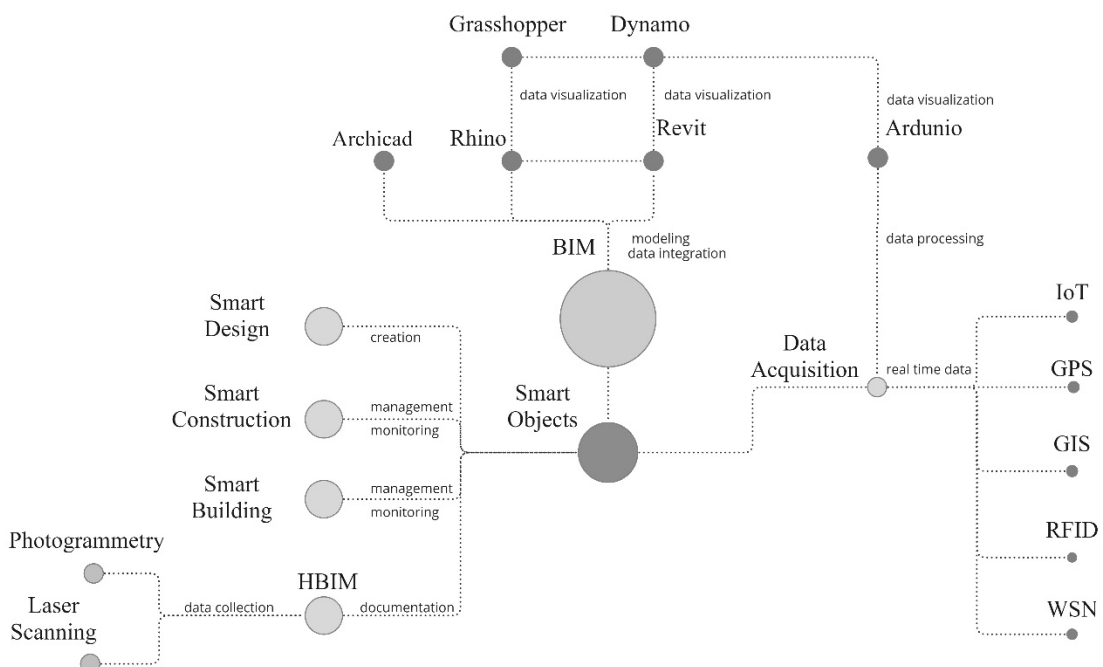 Grasshopper
Dynamo
data visualization
data visualization
data visualization
Archicad
Rhino
Revit
Ardunio
BIM
modeling
data integration
data processing
Smart
Design
creation
IoT
Data
Acquisition
real time data
GPS
Smart
Construction
management
monitoring
Smart
Objects
GIS
Smart
Building
management
monitoring
RFID
Photogrammetry
HBIM
Laser
Scanning
data collection
documentation
WSN